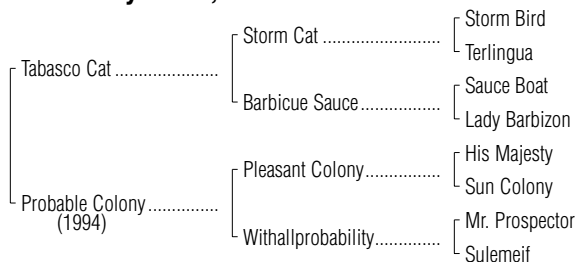 Storm Bird
Storm Cat ........................
Terlingua
Tabasco Cat .....................
Sauce Boat
Barbicue Sauce ................
Lady Barbizon
His Majesty
Pleasant Colony...............
Sun Colony
Probable Colony ..............
(1994)
Mr. Prospector
Withallprobability.............
Sulemeif